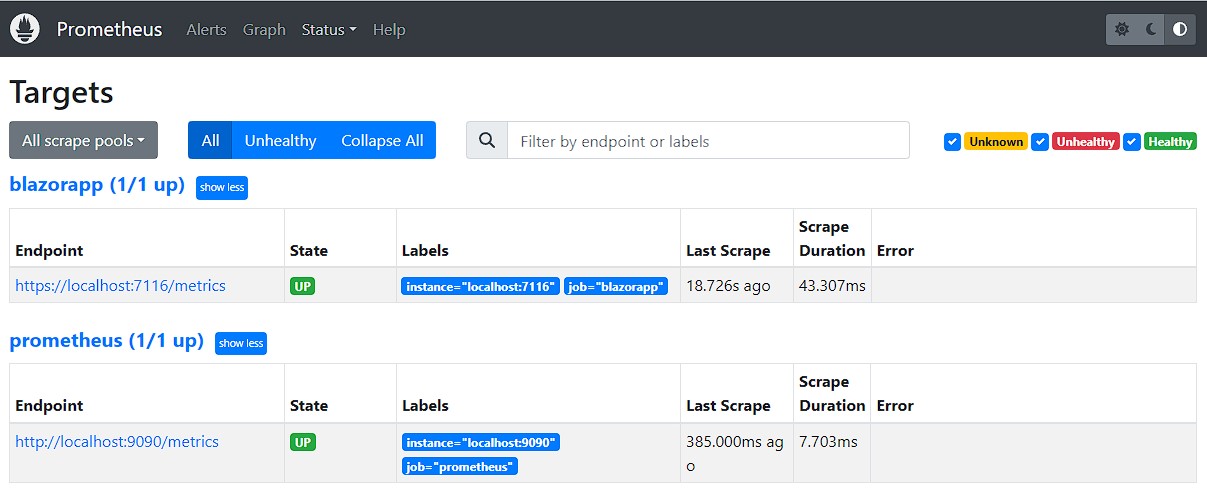 Prometheus Alerts Graph Status Help
Targets
All scrape pools All Unhealthy Collapse All Filter by endpoint or labels Unknown Unhealthy Healthy
blazorapp (1/1 up) show less
Scrape
Endpoint State Labels Last Scrape Duration Error
https://localhost:7116/metrics UP instance="localhost:7116" job="blazorapp" 18.726s ago 43.307ms
prometheus (1/1 up) show less
Scrape
Endpoint State Labels Last Scrape Duration Error
http://localhost:9090/metrics UP instance="localhost:9090" 385.000ms ag 7.703ms
job="prometheus" o